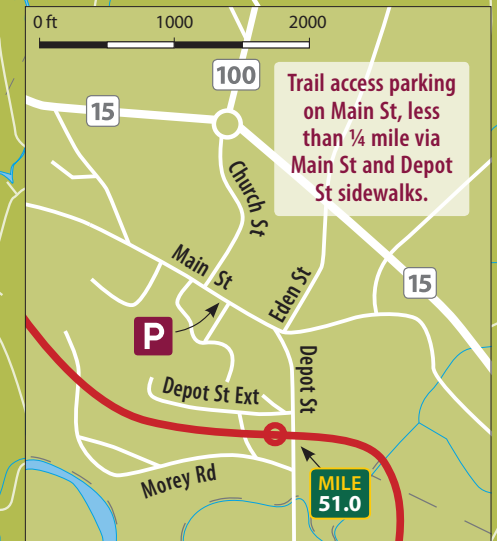 0 ft 1000 2000
100
15
Trail access parking
on Main St, less
than ¼ mile via
Main St and Depot
St sidewalks.
Church St
Main St
Eden St
15
P
Depot St
Depot St Ext
Morey Rd
MILE
51.0